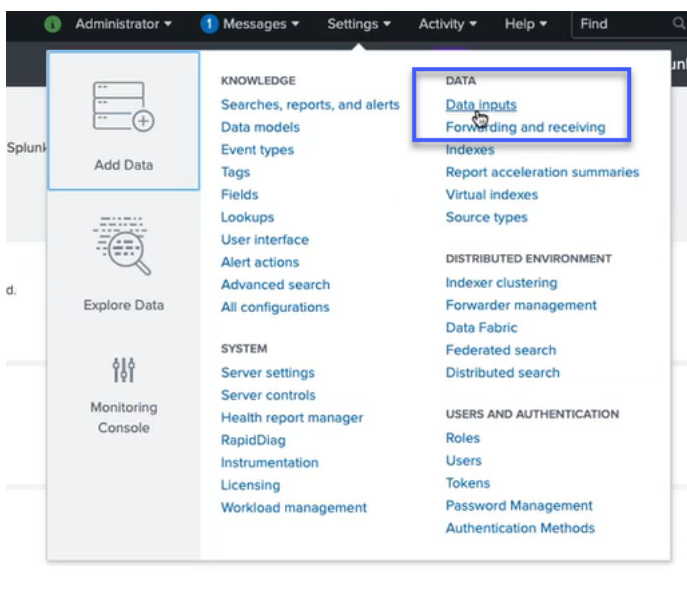 Administrator
1 Messages
Settings
Activity
Help
Find
Splunk
d.
Add Data
Explore Data
Monitoring
Console
KNOWLEDGE
Searches, reports, and alerts
Data models
Event types
Tags
Fields
Lookups
User interface
Alert actions
Advanced search
All configurations
SYSTEM
Server settings
Server controls
Health report manager
RapidDiag
Instrumentation
Licensing
Workload management
DATA
Data inputs
Forwarding and receiving
Indexes
Report acceleration summaries
Virtual indexes
Source types
DISTRIBUTED ENVIRONMENT
Indexer clustering
Forwarder management
Data Fabric
Federated search
Distributed search
USERS AND AUTHENTICATION
Roles
Users
Tokens
Password Management
Authentication Methods